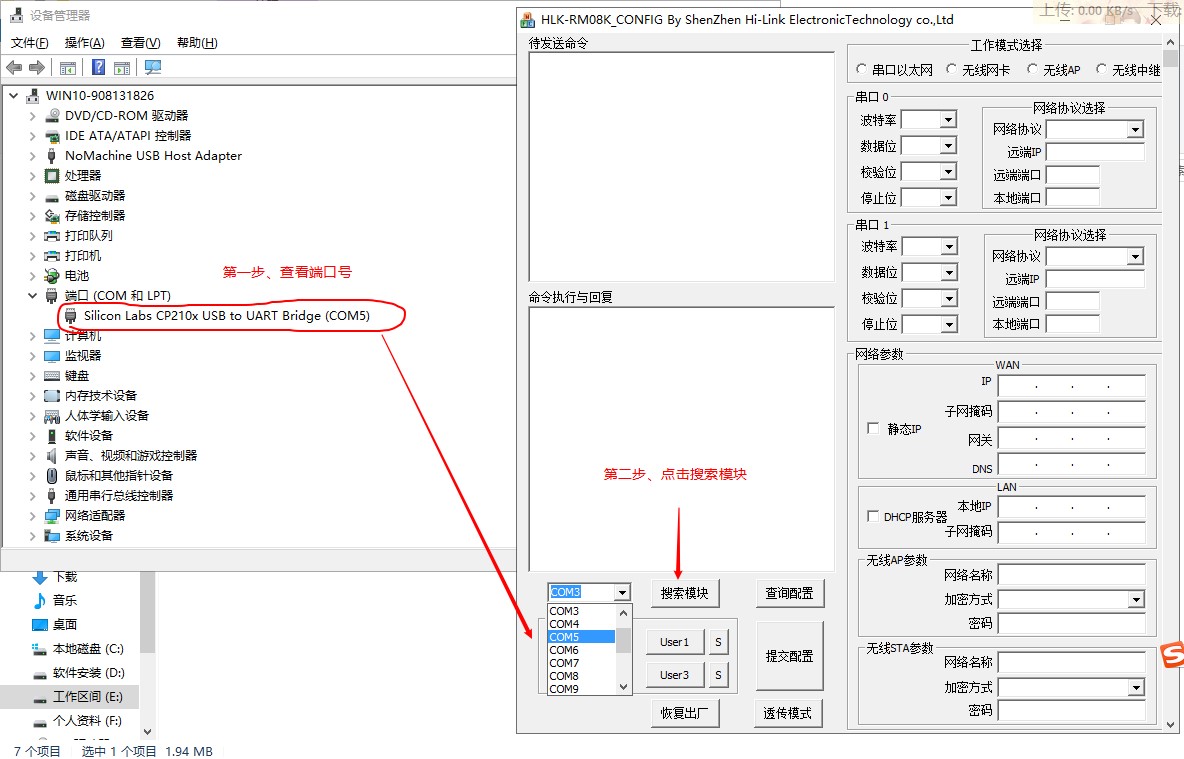 设备管理器
文件(F) 操作(A) 查看(V) 帮助(H)
WIN10-908131826
DVD/CD-ROM 驱动器
IDE ATA/ATAPI 控制器
NoMachine USB Host Adapter
处理器
磁盘驱动器
存储控制器
打印队列
打印机
电池
端口 (COM 和 LPT)
Silicon Labs CP210x USB to UART Bridge (COM5)
计算机
监视器
键盘
内存技术设备
人体学输入设备
软件设备
声音、视频和游戏控制器
鼠标和其他指针设备
通用串行总线控制器
网络适配器
系统设备
第一步、查看端口号
下载
音乐
桌面
本地磁盘 (C:)
软件安装 (D:)
工作区间 (E:)
个人资料 (F:)
7 个项目 选中 1 个项目 1.94 MB
HLK-RM08K_CONFIG By ShenZhen Hi-Link ElectronicTechnology co.,Ltd
上传: 0.00 KB/s 下载
待发送命令
命令执行与回复
第二步、点击搜索模块
COM3
搜索模块
查询配置
COM3
COM4
COM5
COM6
COM7
COM8
COM9
User1 S
User3 S
提交配置
恢复出厂
透传模式
工作模式选择
串口以太网 无线网卡 无线AP 无线中继
串口 0
波特率
数据位
校验位
停止位
网络协议选择
网络协议
远端IP
远端端口
本地端口
串口 1
波特率
数据位
校验位
停止位
网络协议选择
网络协议
远端IP
远端端口
本地端口
网络参数
WAN
静态IP
IP
子网掩码
网关
DNS
LAN
DHCP服务器
本地IP
子网掩码
无线AP参数
网络名称
加密方式
密码
无线STA参数
网络名称
加密方式
密码